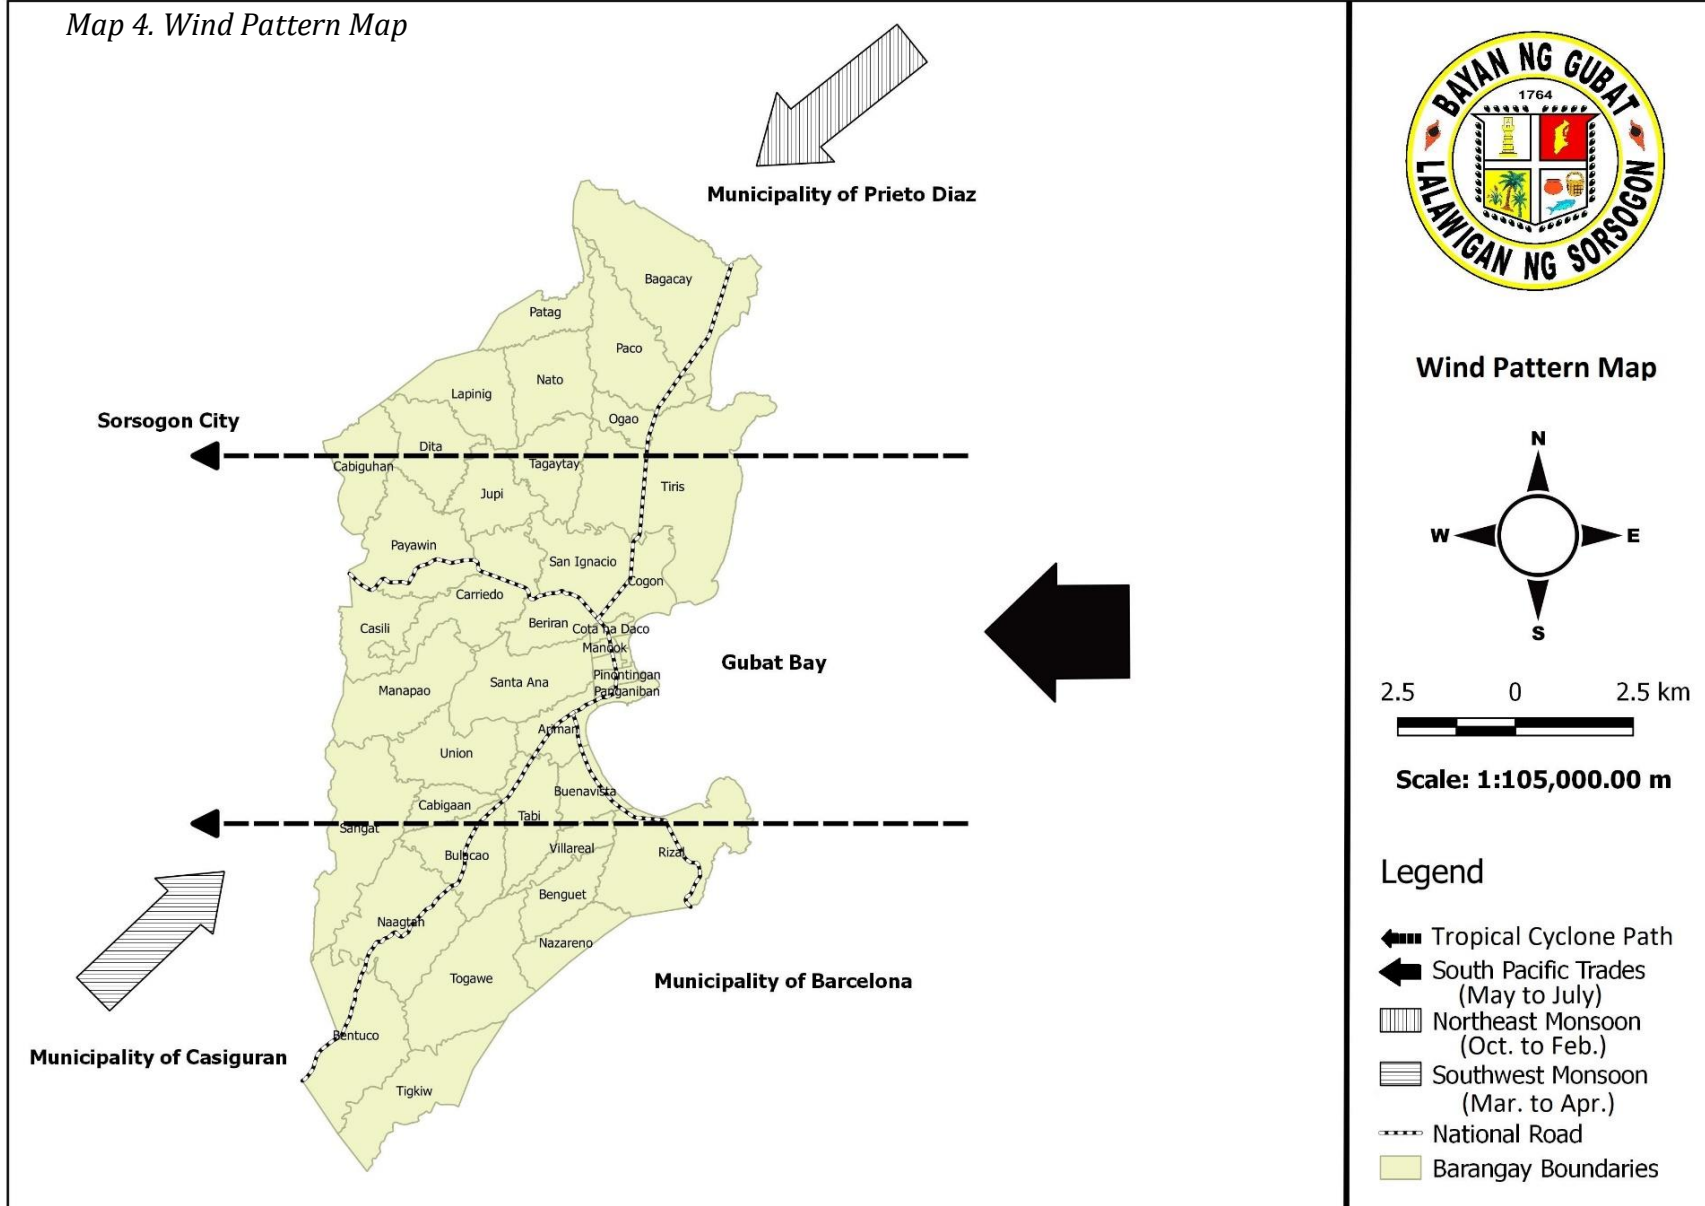 Map 4. Wind Pattern Map
Municipality of Prieto Diaz
Bagacay
Patag
Paco
Nato
Lapinig
Ogao
Sorsogon City
Dita
Cabiguhan
Tagaytay
Tiris
Jupi
Payawin
San Ignacio
Cogon
Carriedo
Beriran
Casili
Cota na Daco
Manook
Gubat Bay
Pinontingan
Santa Ana
Manapao
Panganiban
Ariman
Union
Buenavista
Cabigaan
Tabi
Sangat
Bulacao
Villareal
Rizal
Benguet
Naagtan
Nazareno
Togawe
Municipality of Barcelona
Bentuco
Municipality of Casiguran
Tigkiw
BAYAN NG GUBAT
1764
LALAWIGAN NG SORSOGON
Wind Pattern Map
N
W
E
S
2.5 0 2.5 km
Scale: 1:105,000.00 m
Legend
Tropical Cyclone Path
South Pacific Trades
(May to July)
Northeast Monsoon
(Oct. to Feb.)
Southwest Monsoon
(Mar. to Apr.)
National Road
Barangay Boundaries